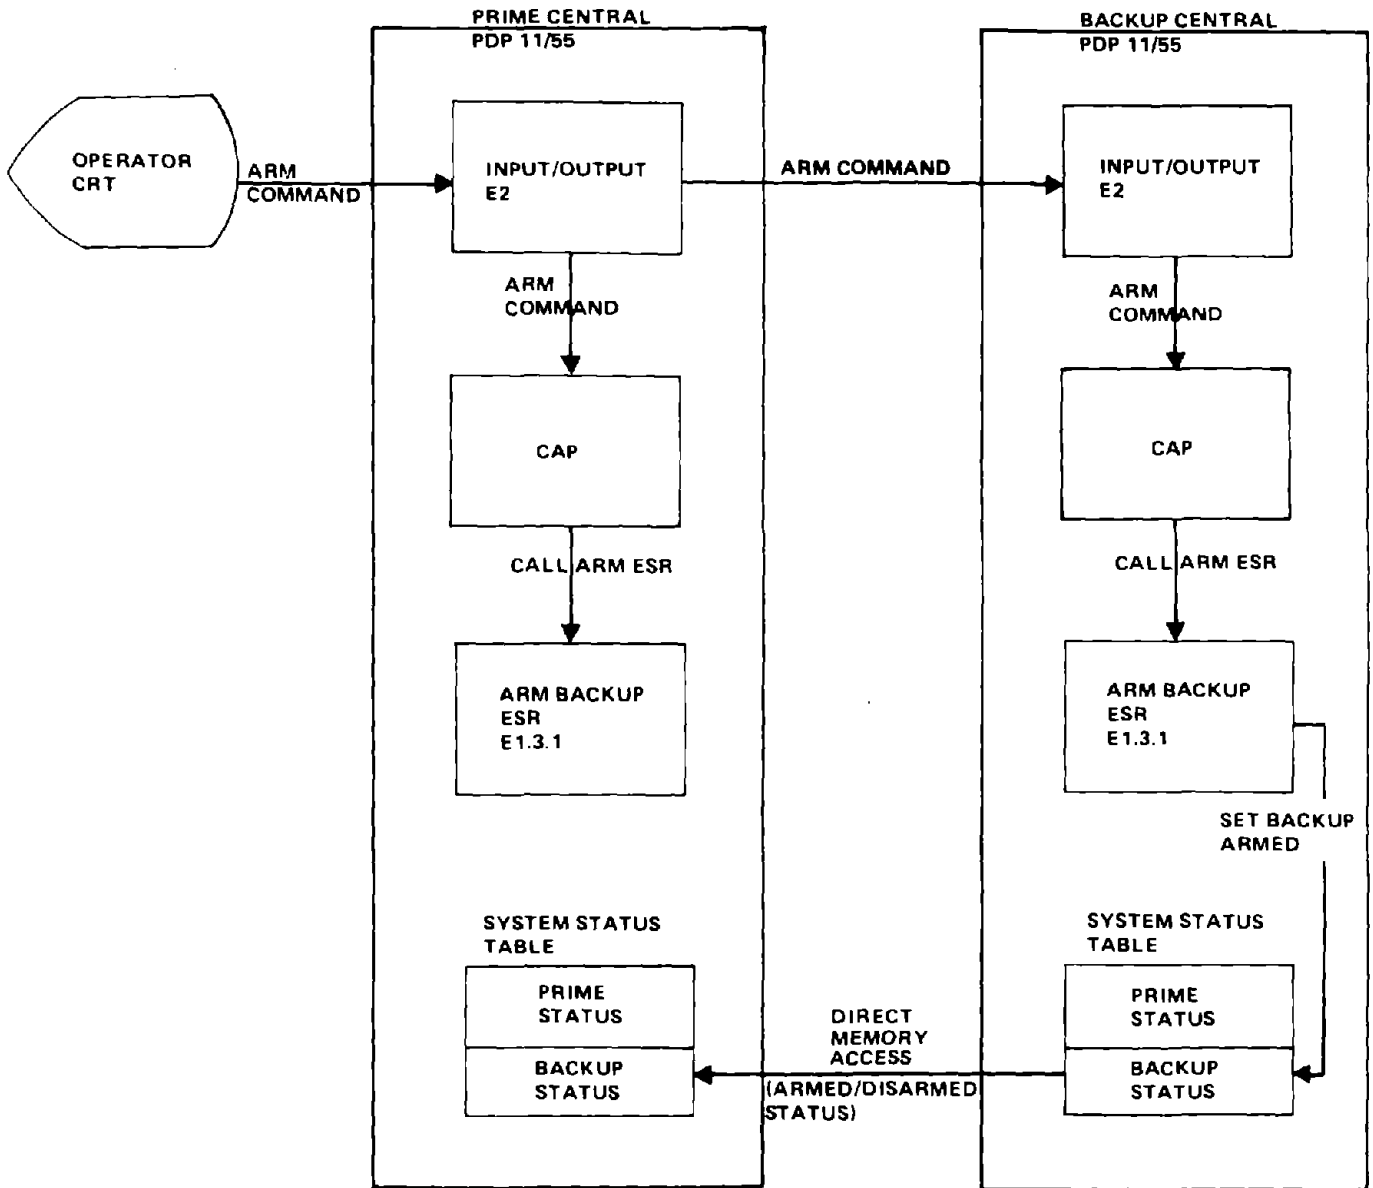 PRIME CENTRAL
PDP 11/55
BACKUP CENTRAL
PDP 11/55
OPERATOR
CRT
ARM
COMMAND
INPUT/OUTPUT
E2
ARM COMMAND
INPUT/OUTPUT
E2
ARM
COMMAND
ARM
COMMAND
CAP
CAP
CALL ARM ESR
CALL ARM ESR
ARM BACKUP
ESR
E1.3.1
ARM BACKUP
ESR
E1.3.1
SET BACKUP
ARMED
SYSTEM STATUS
TABLE
SYSTEM STATUS
TABLE
PRIME
STATUS
BACKUP
STATUS
DIRECT
MEMORY
ACCESS
(ARMED/DISARMED
STATUS)
PRIME
STATUS
BACKUP
STATUS